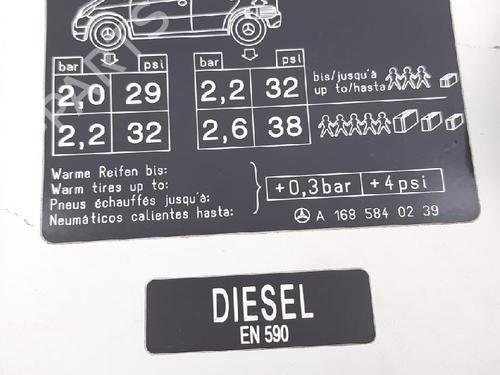 bar psi bar psi
2,0 29 2,2 32 bis/jusqu'à
up to/hasta
2,2 32 2,6 38
Warme Reifen bis:
Warm tires up to:
Pneus échauffés jusqu'à:
Neumáticos calientes hasta:
+0,3bar +4psi
A 168 584 02 39
DIESEL
EN 590